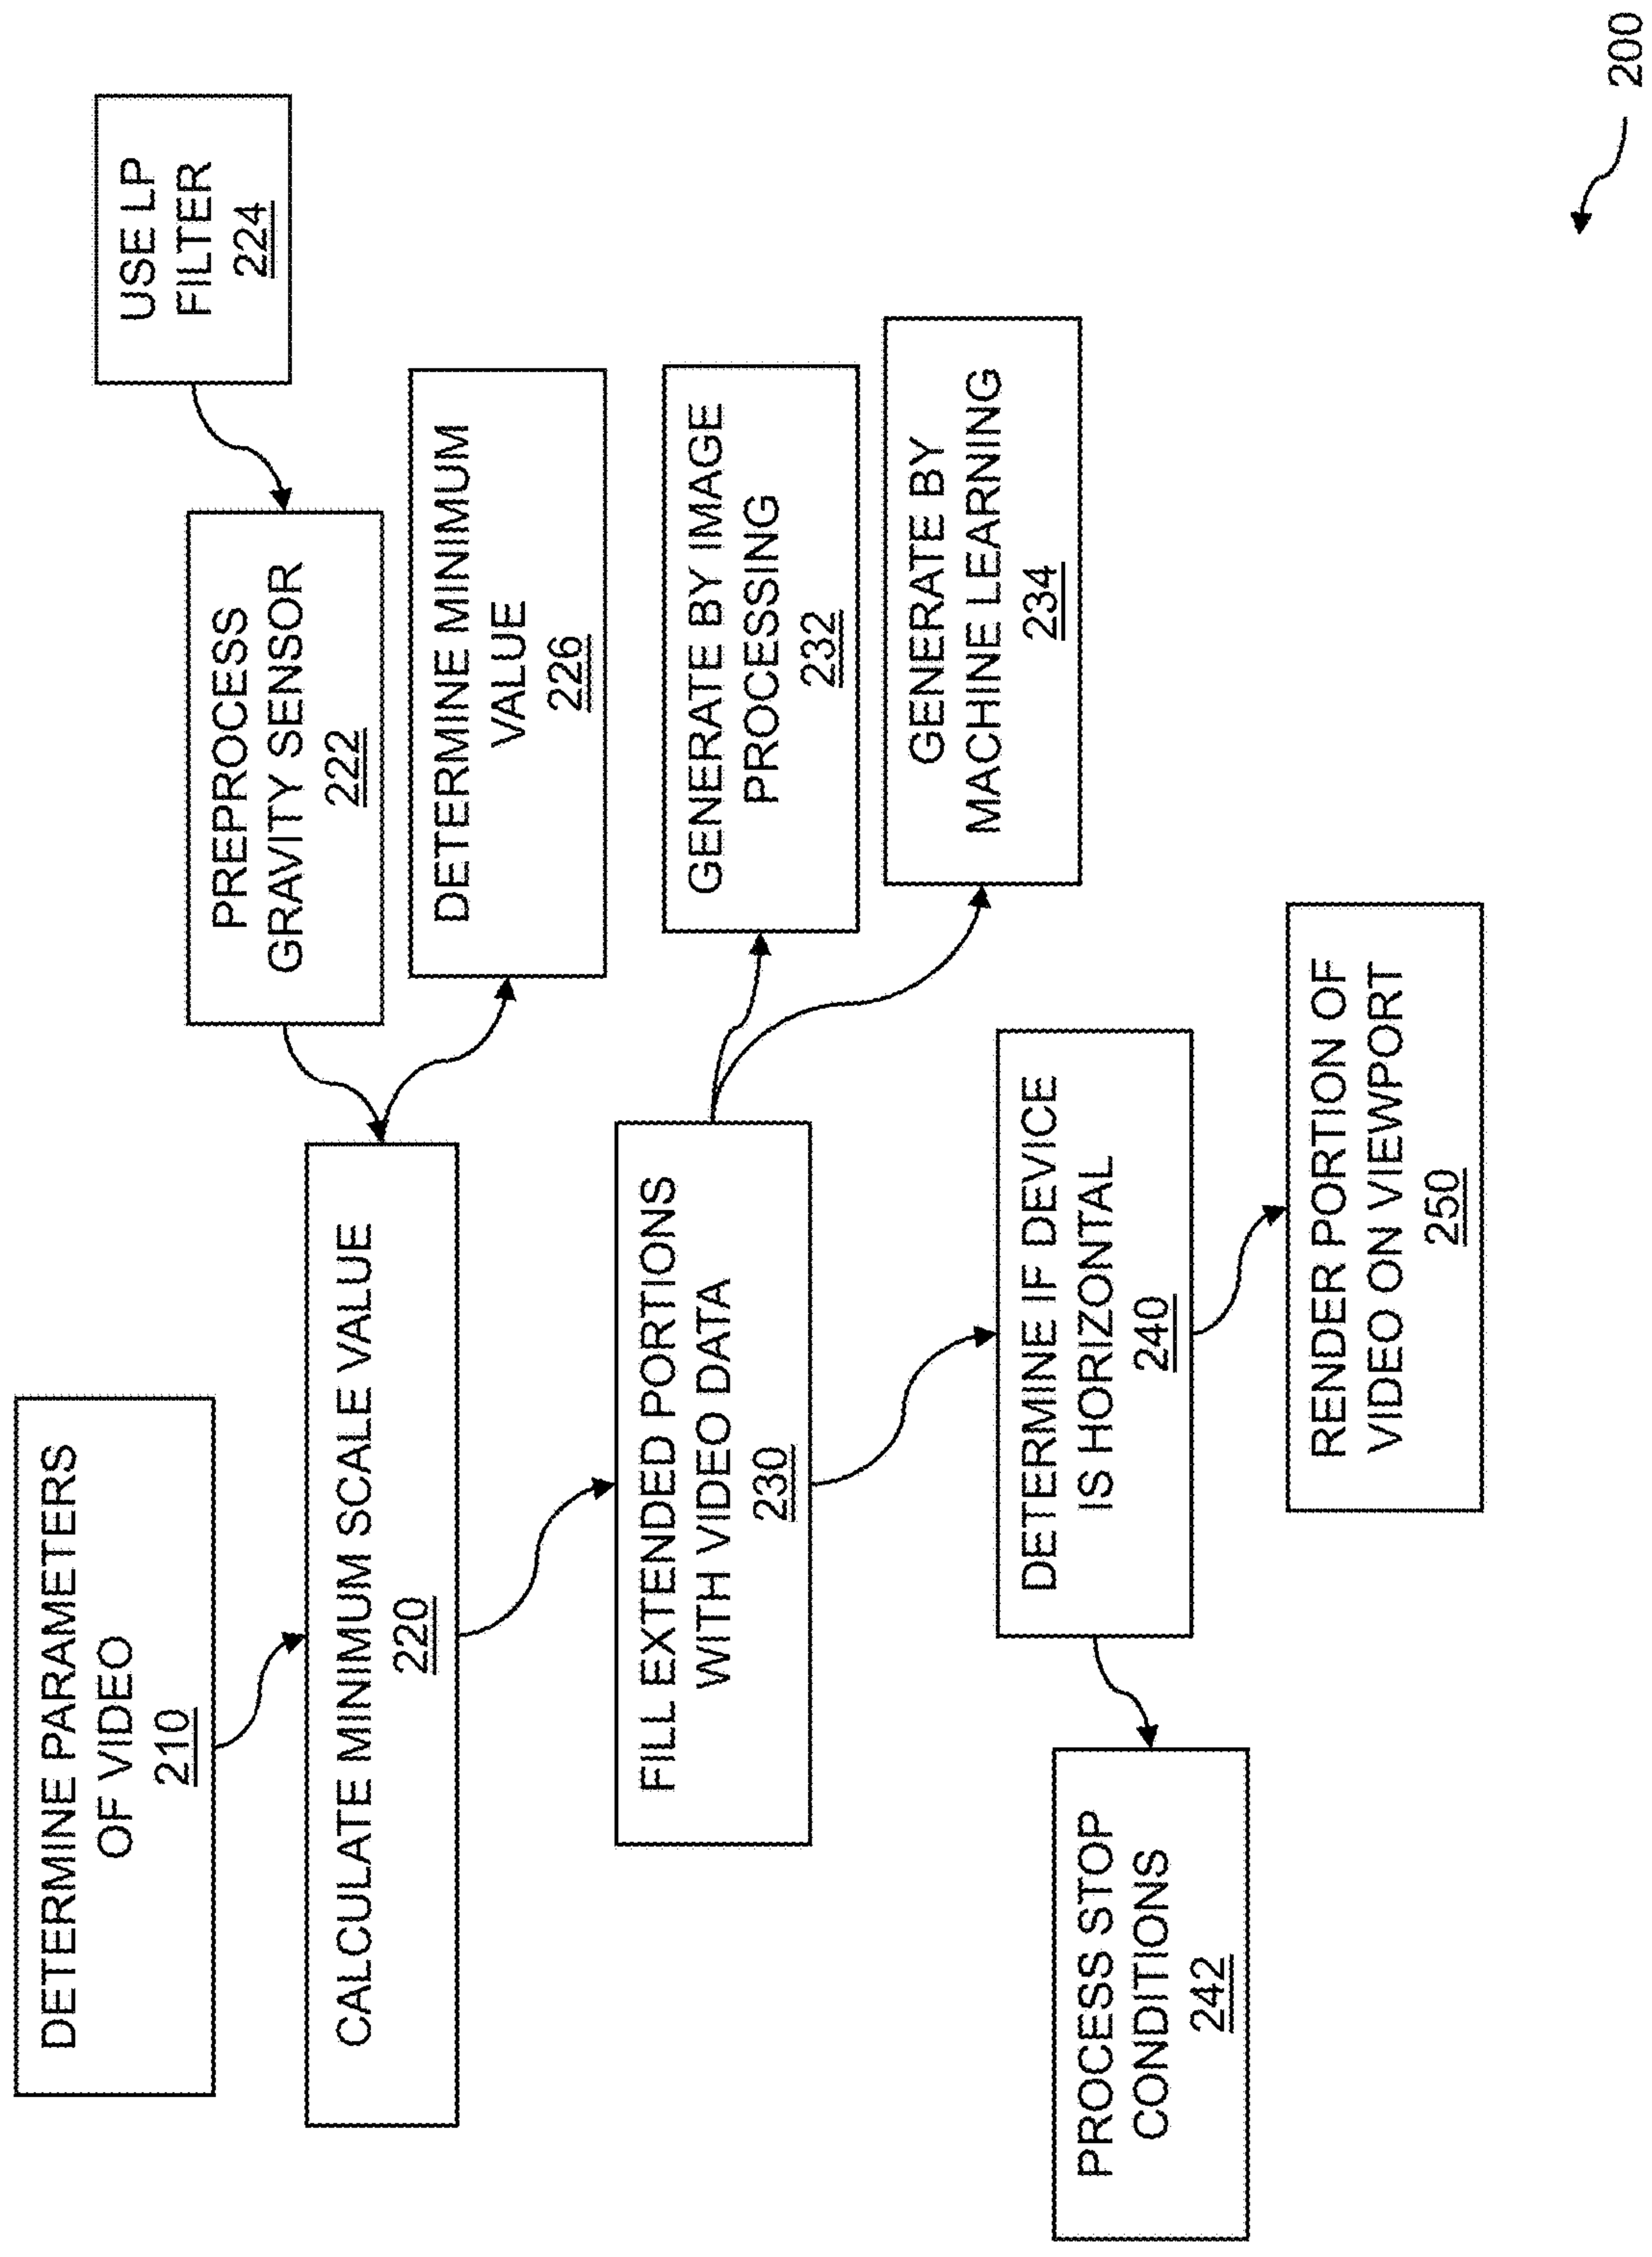 DETERMINE PARAMETERS
OF VIDEO
210
CALCULATE MINIMUM SCALE VALUE
220
PREPROCESS
GRAVITY SENSOR
222
USE LP
FILTER
224
DETERMINE MINIMUM
VALUE
226
FILL EXTENDED PORTIONS
WITH VIDEO DATA
230
GENERATE BY IMAGE
PROCESSING
232
GENERATE BY
MACHINE LEARNING
234
DETERMINE IF DEVICE
IS HORIZONTAL
240
PROCESS STOP
CONDITIONS
242
RENDER PORTION OF
VIDEO ON VIEWPORT
250
200